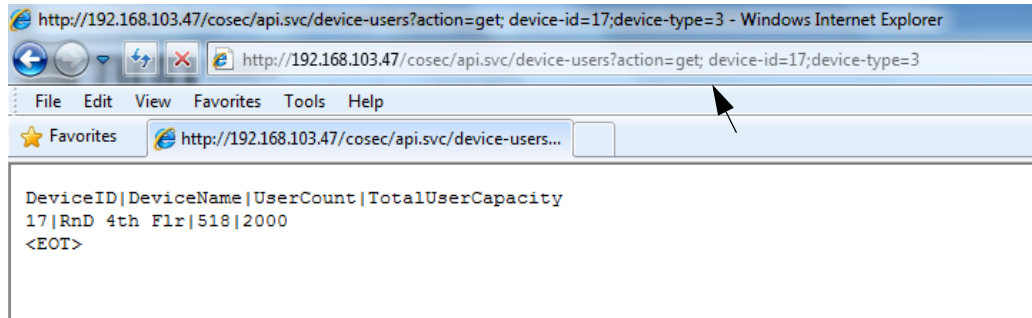 http://192.168.103.47/cosec/api.svc/device-users?action=get; device-id=17;device-type=3 - Windows Internet Explorer
http://192.168.103.47/cosec/api.svc/device-users?action=get; device-id=17;device-type=3
File Edit View Favorites Tools Help
Favorites http://192.168.103.47/cosec/api.svc/device-users...
DeviceID|DeviceName|UserCount|TotalUserCapacity
17|RnD 4th Flr|518|2000
<EOT>